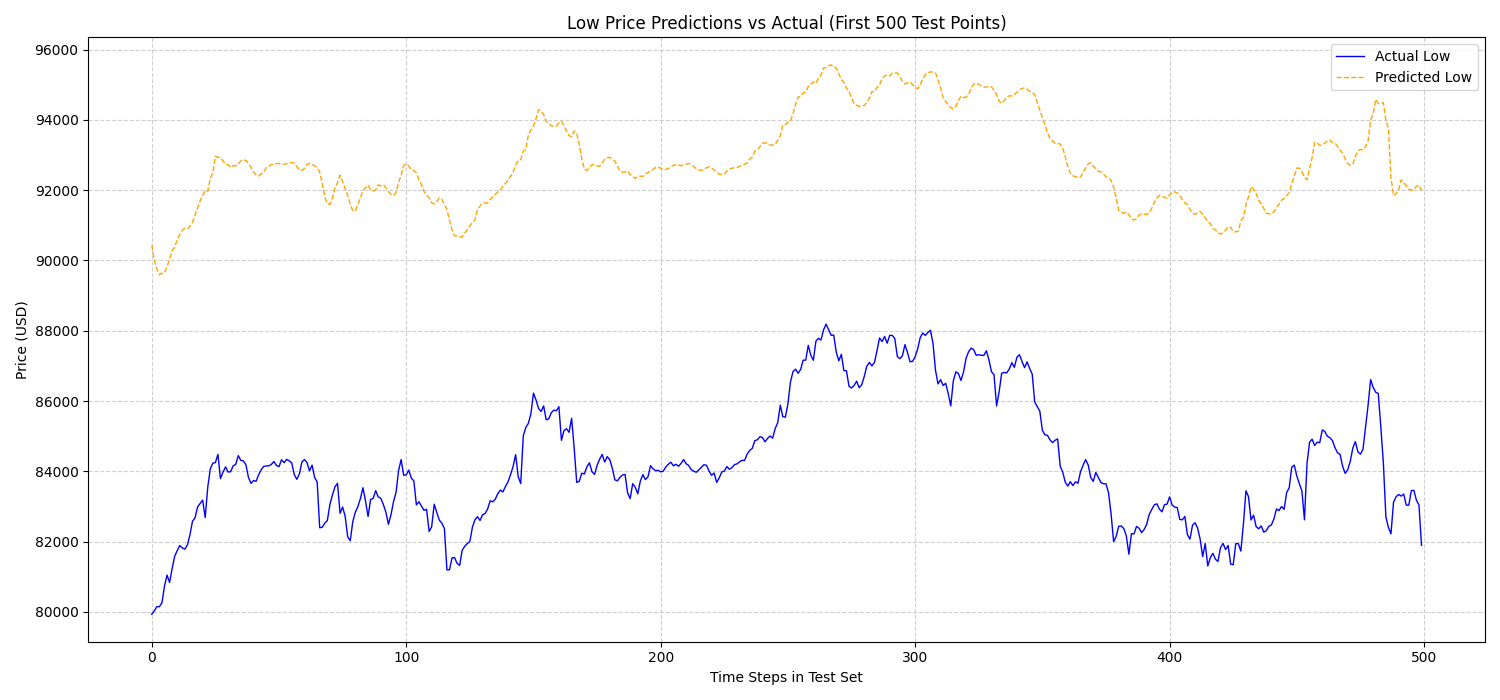 Low Price Predictions vs Actual (First 500 Test Points)
Actual Low
Predicted Low
Price (USD)
96000
94000
92000
90000
88000
86000
84000
82000
80000
0 100 200 300 400 500
Time Steps in Test Set